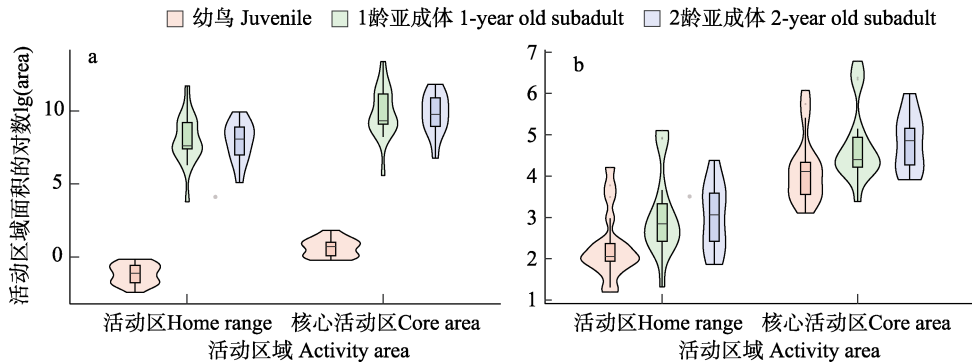 幼鸟 Juvenile 1龄亚成体 1-year old subadult 2龄亚成体 2-year old subadult
活动区域面积的对数lg(area)
a
10
5
0
活动区Home range 核心活动区Core area
活动区域 Activity area
b
7
6
5
4
3
2
1
活动区Home range 核心活动区Core area
活动区域 Activity area